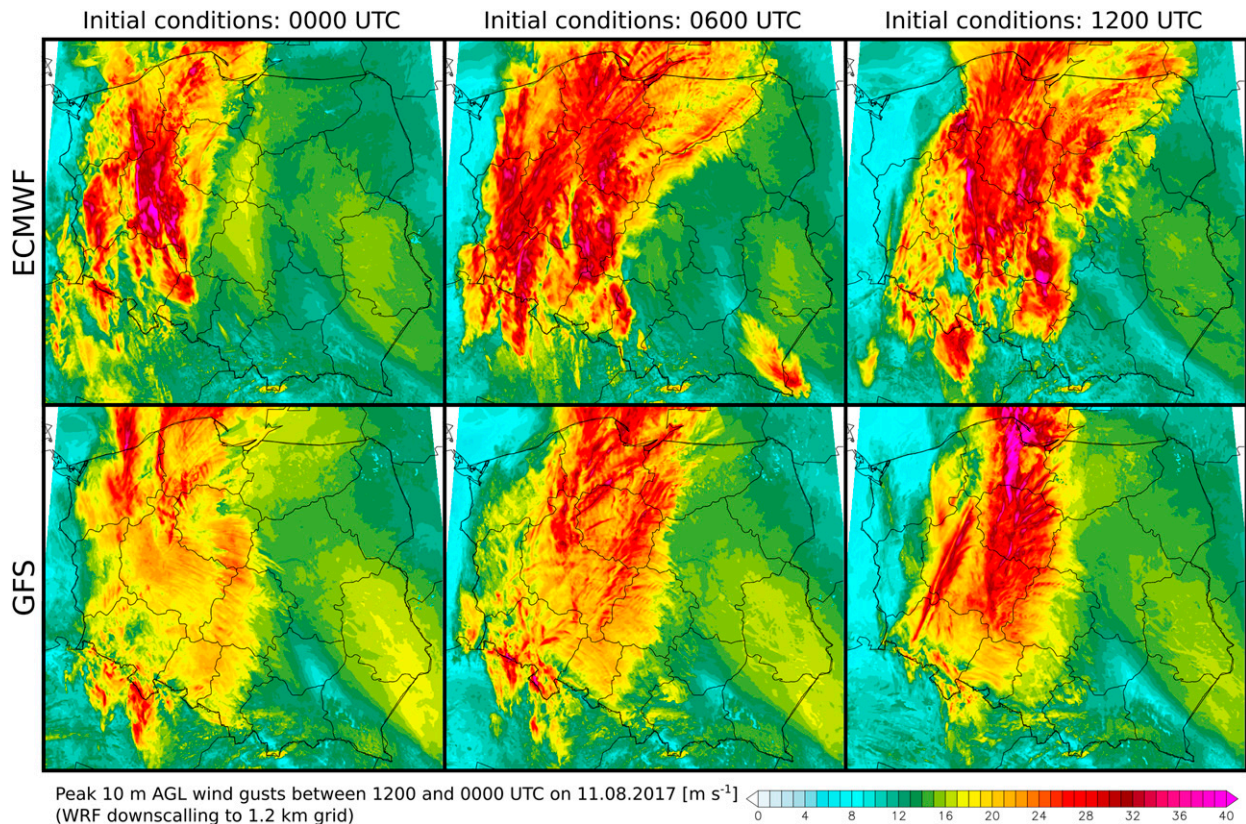 Initial conditions: 0000 UTC
Initial conditions: 0600 UTC
Initial conditions: 1200 UTC
ECMWF
GFS
Peak 10 m AGL wind gusts between 1200 and 0000 UTC on 11.08.2017 [m s⁻¹]
(WRF downscalling to 1.2 km grid)
0 4 8 12 16 20 24 28 32 36 40